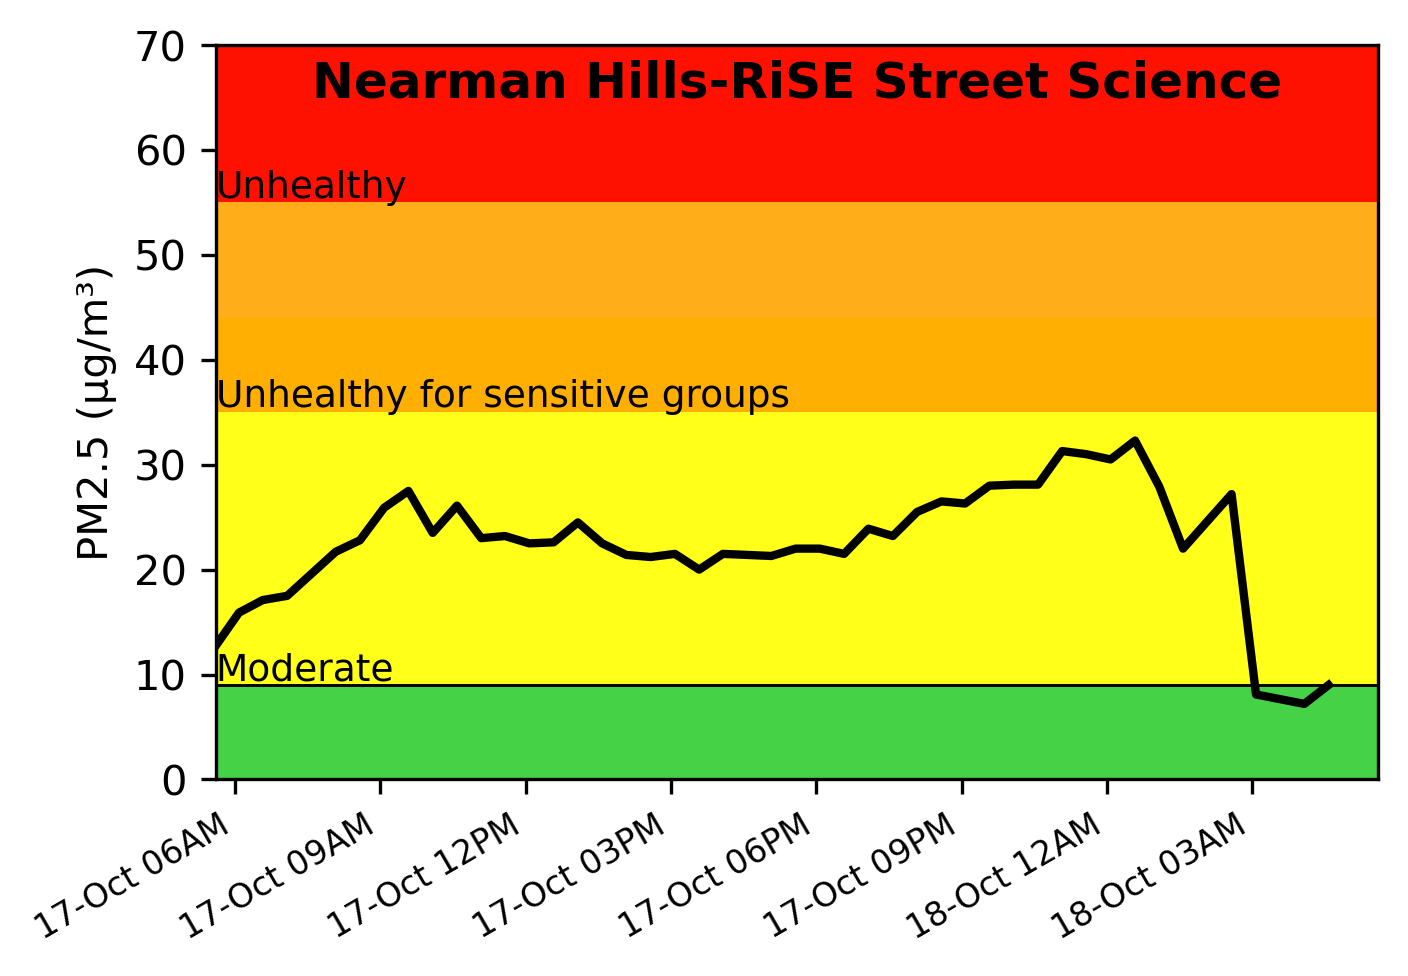 Nearman Hills-RiSE Street Science
70
60
50
40
30
20
10
0
PM2.5 (µg/m³)
Unhealthy
Unhealthy for sensitive groups
Moderate
17-Oct 06AM
17-Oct 09AM
17-Oct 12PM
17-Oct 03PM
17-Oct 06PM
17-Oct 09PM
18-Oct 12AM
18-Oct 03AM